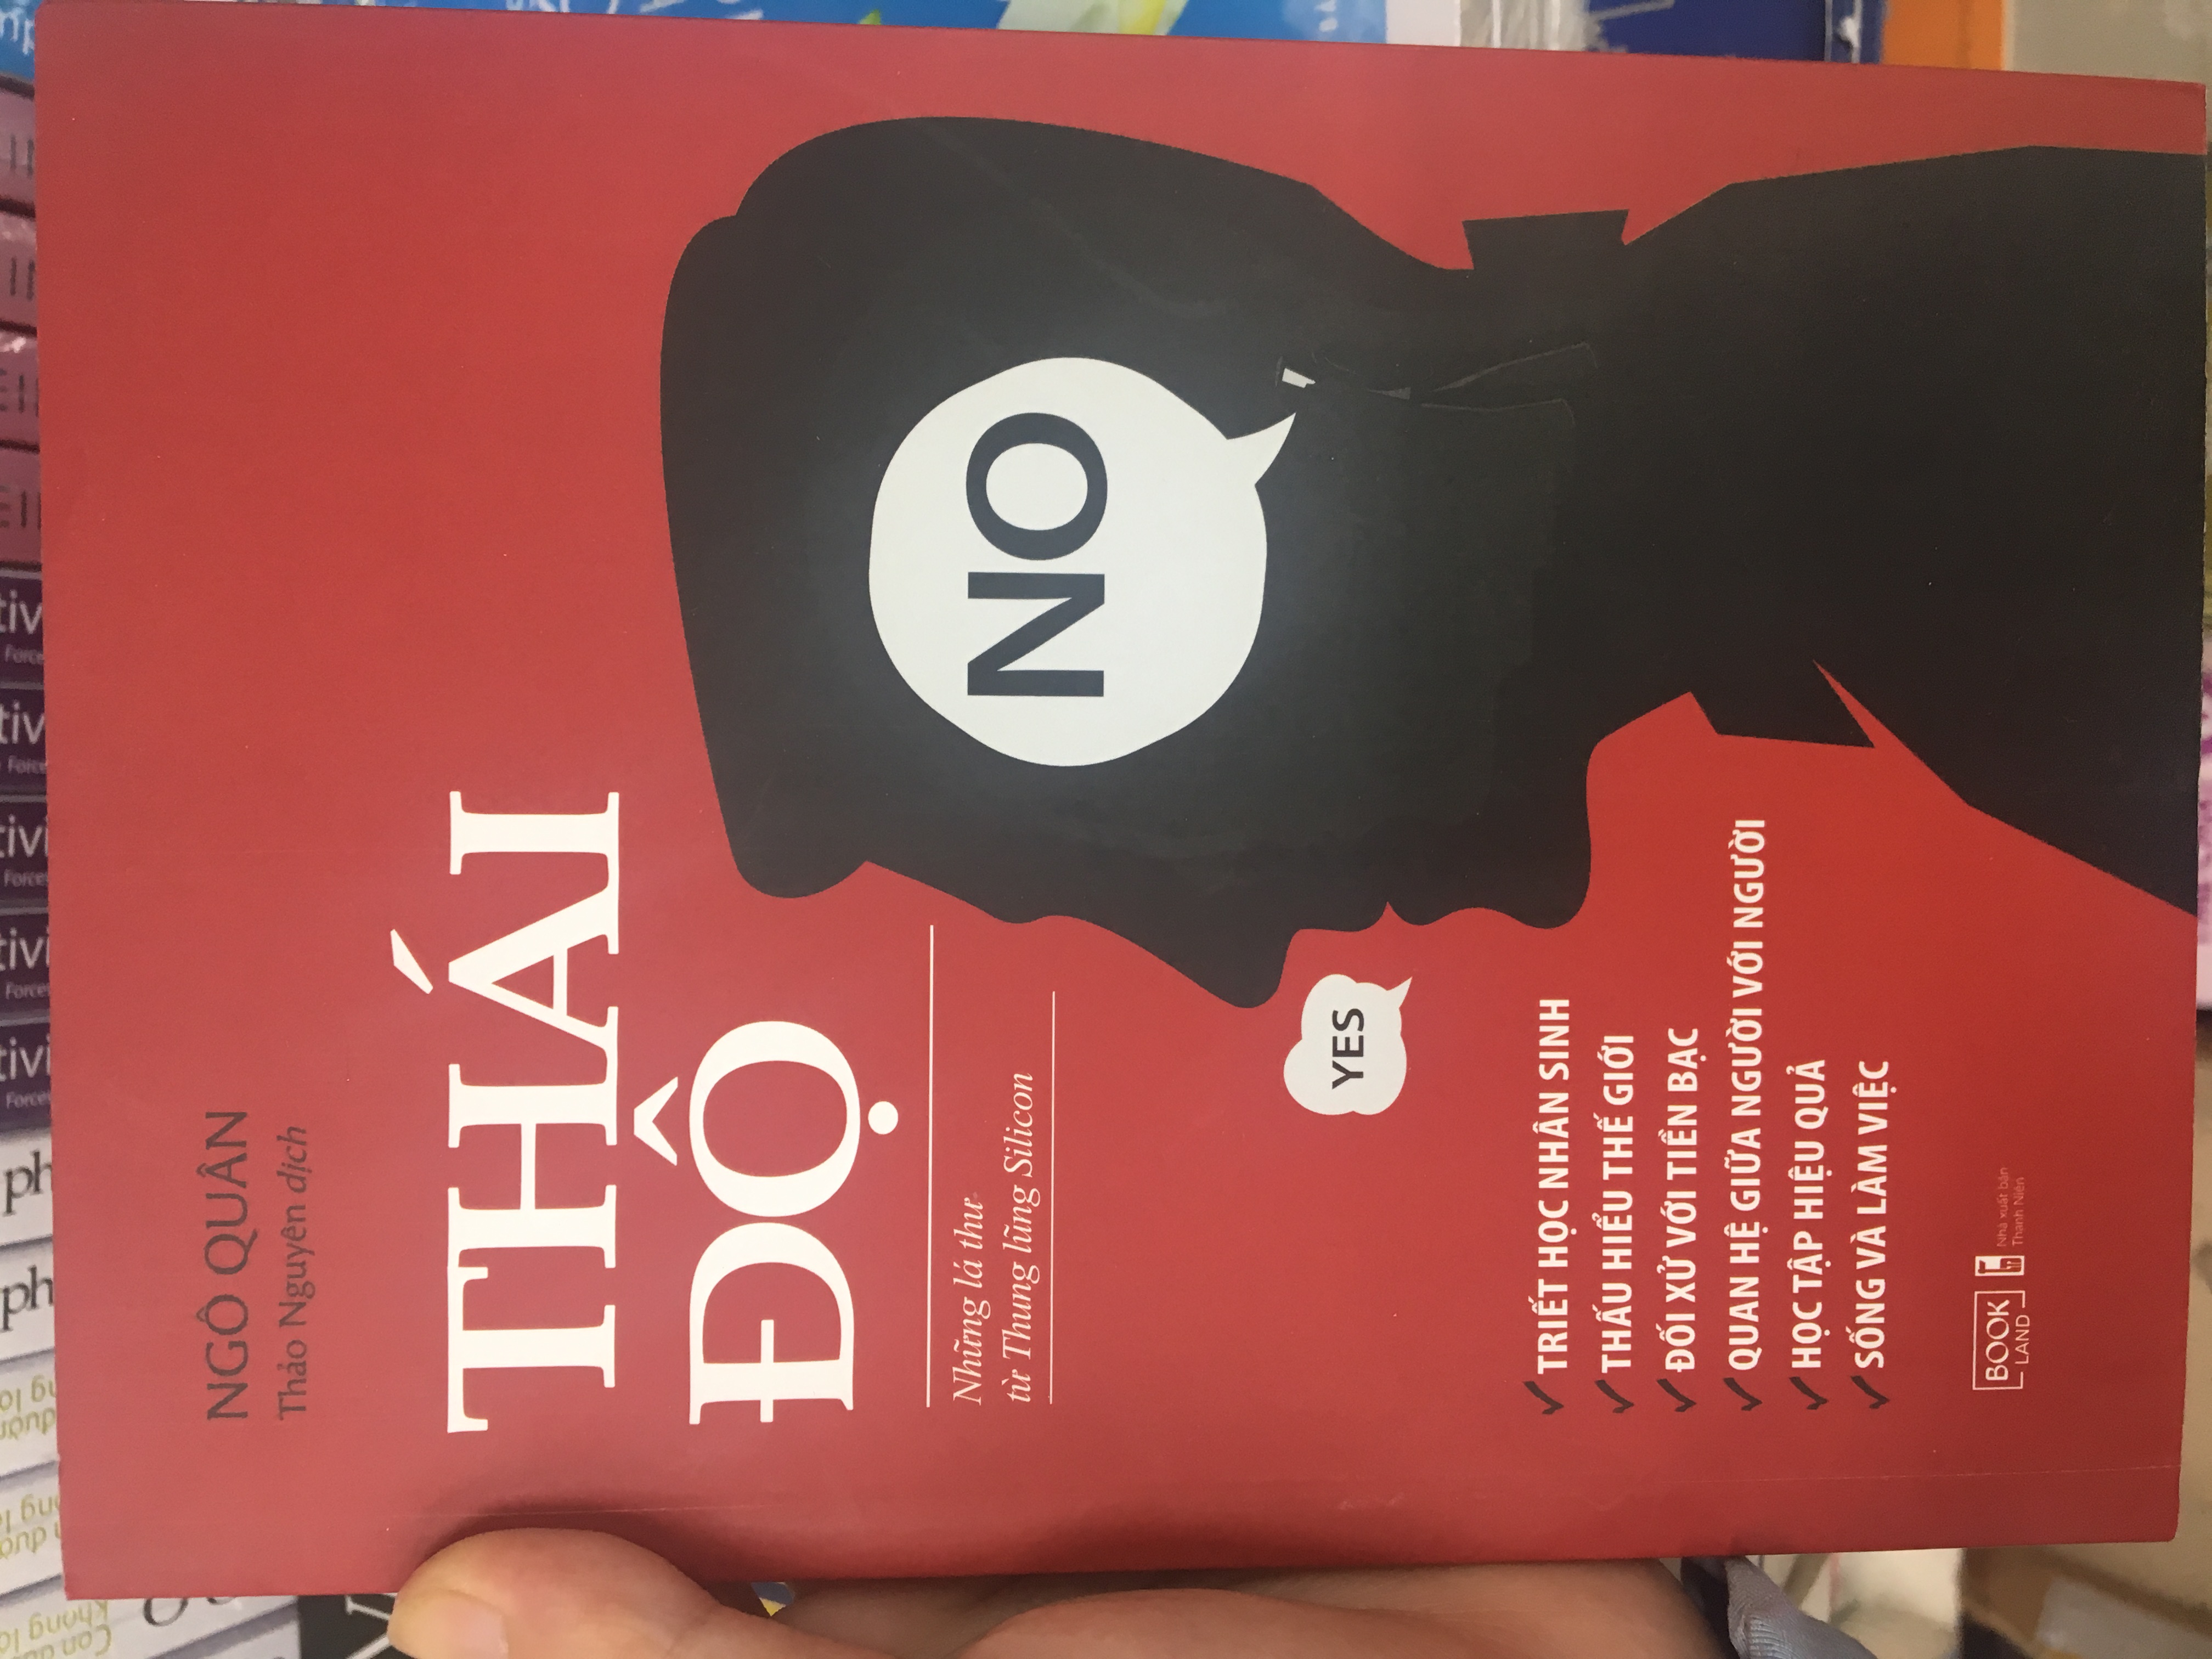 NGÔ QUÂN
Thảo Nguyên dịch
THÁI
ĐỘ
Những lá thư
từ Thung lũng Silicon
NO
YES
TRIẾT HỌC NHÂN SINH
THẤU HIỂU THẾ GIỚI
ĐỐI XỬ VỚI TIỀN BẠC
QUAN HỆ GIỮA NGƯỜI VỚI NGƯỜI
HỌC TẬP HIỆU QUẢ
SỐNG VÀ LÀM VIỆC
BOOK
LAND
Nhà xuất bản
Thanh Niên